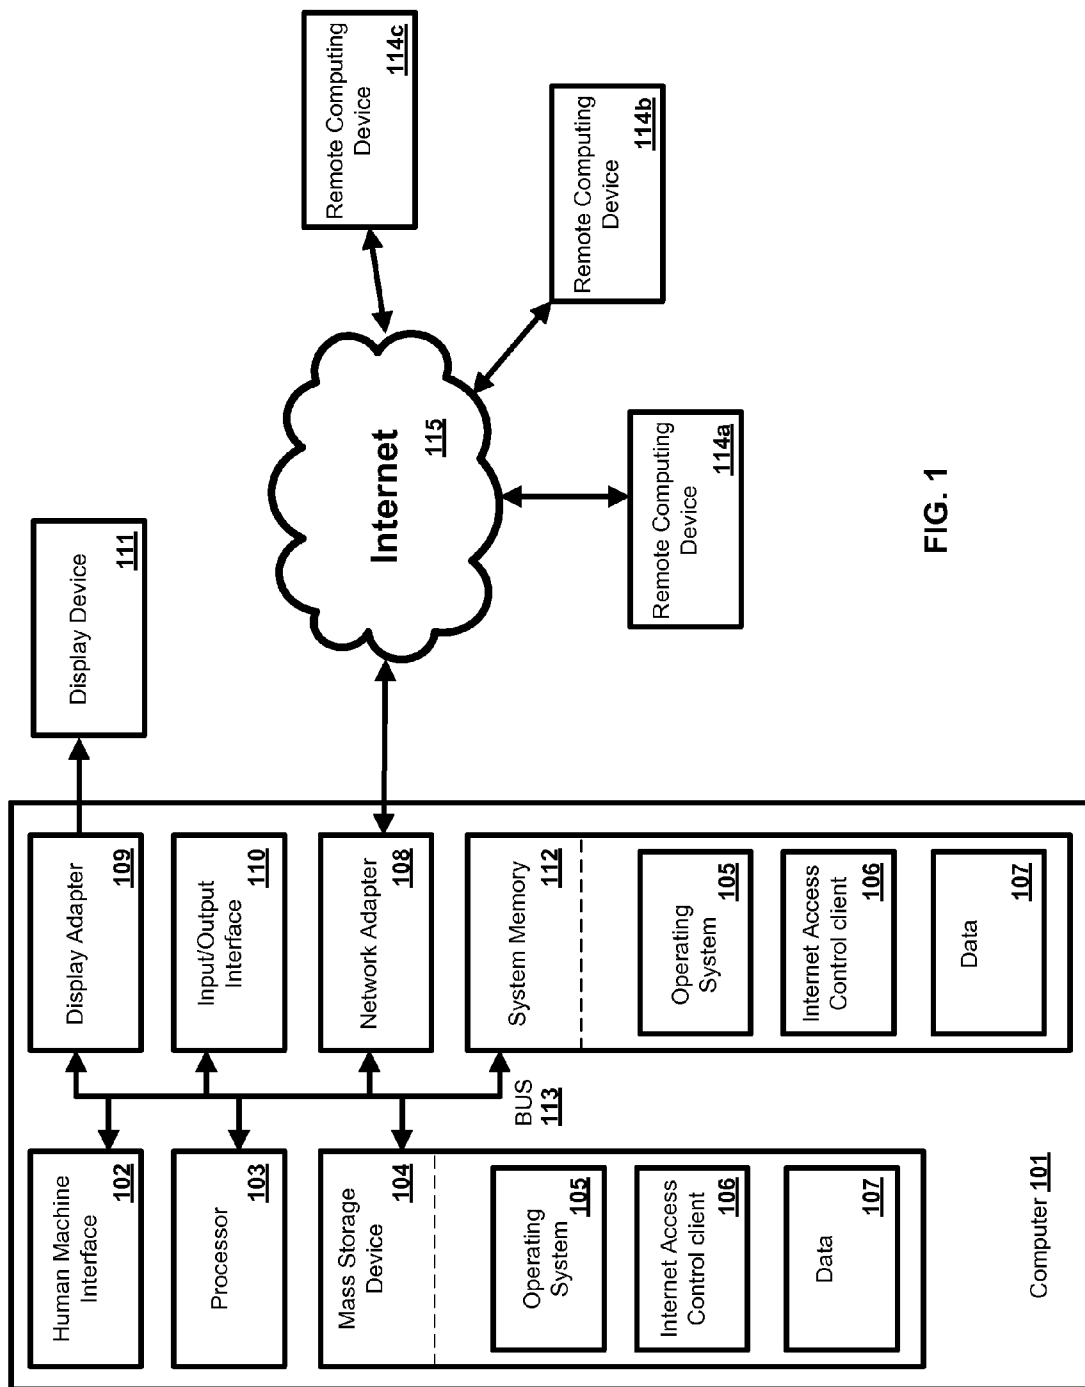 Human Machine
Interface
102
Processor
103
Mass Storage
Device
104
Operating
System
105
Internet Access
Control client
106
Data
107
Computer 101
BUS
113
Display Adapter
109
Input/Output
Interface
110
Network Adapter
108
System Memory
112
Operating
System
105
Internet Access
Control client
106
Data
107
Display Device
111
Internet
115
Remote Computing
Device
114a
Remote Computing
Device
114b
Remote Computing
Device
114c
FIG. 1